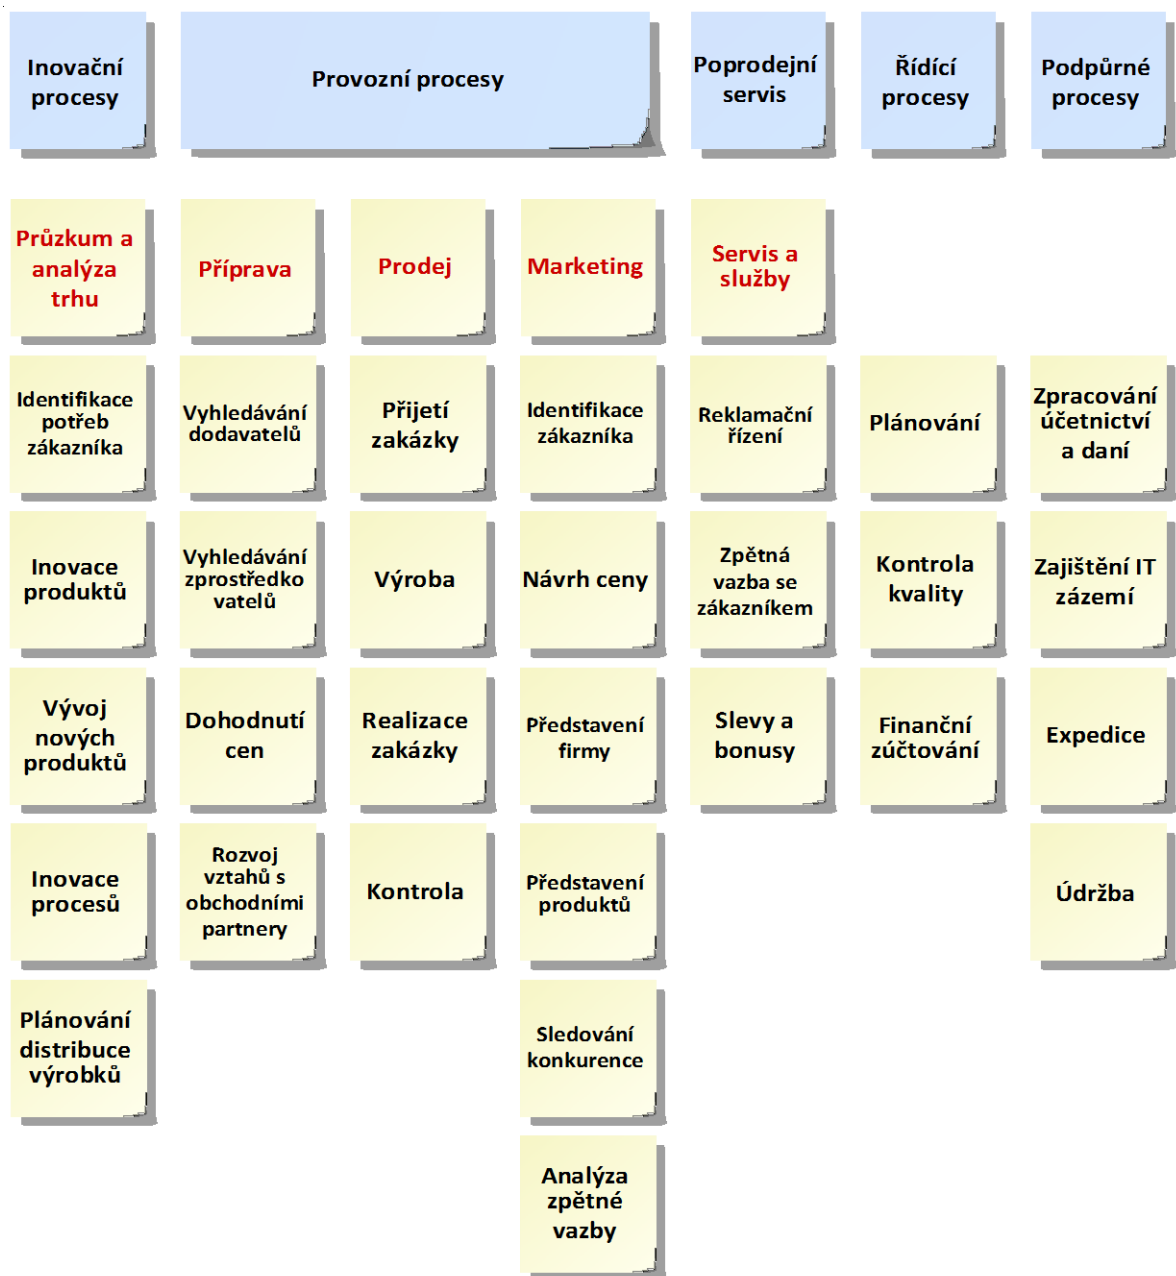 Inovační
procesy
Provozní procesy
Poprodejní
servis
Řídící
procesy
Podpůrné
procesy
Průzkum a
analýza
trhu
Příprava
Prodej
Marketing
Servis a
služby
Identifikace
potřeb
zákazníka
Vyhledávání
dodavatelů
Přijetí
zakázky
Identifikace
zákazníka
Reklamační
řízení
Plánování
Zpracování
účetnictví
a daní
Inovace
produktů
Vyhledávání
zprostředko
vatelů
Výroba
Návrh ceny
Zpětná
vazba se
zákazníkem
Kontrola
kvality
Zajištění IT
zázemí
Vývoj
nových
produktů
Dohodnutí
cen
Realizace
zakázky
Představení
firmy
Slevy a
bonusy
Finanční
zúčtování
Expedice
Inovace
procesů
Rozvoj
vztahů s
obchodními
partnery
Kontrola
Představení
produktů
Údržba
Plánování
distribuce
výrobků
Sledování
konkurence
Analýza
zpětné
vazby